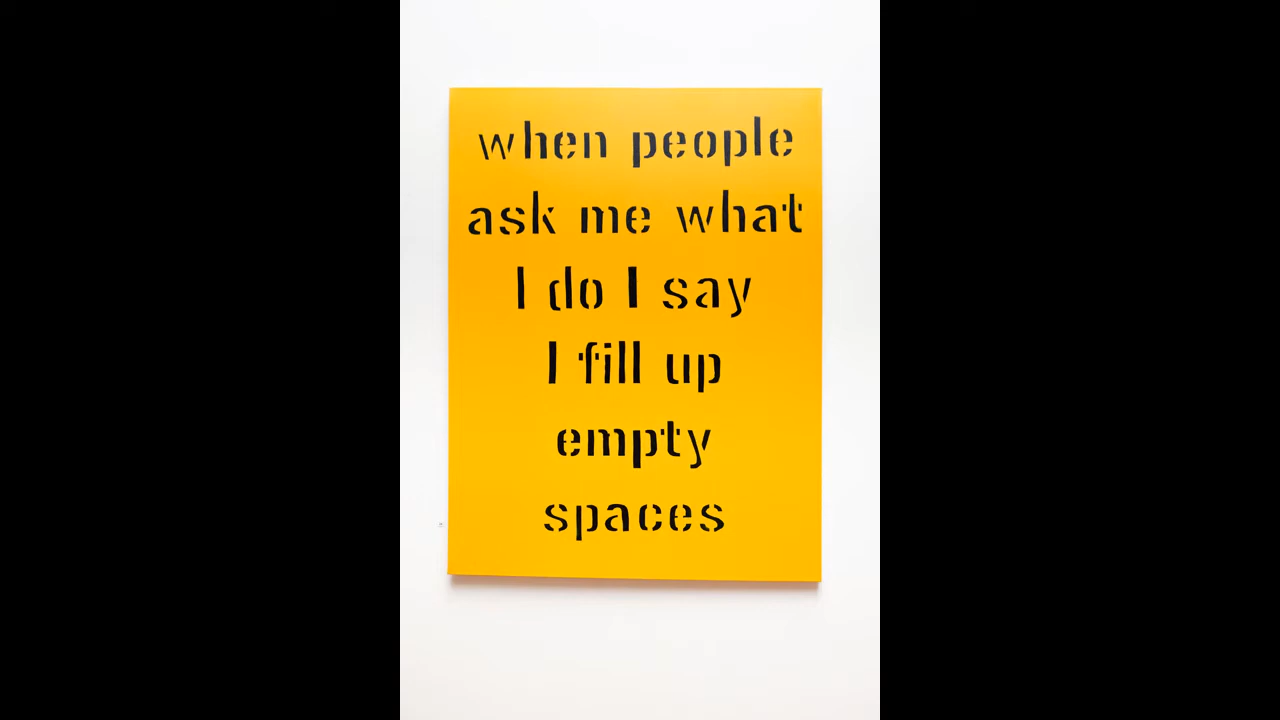 when people
ask me what
I do I say
I fill up
empty
spaces